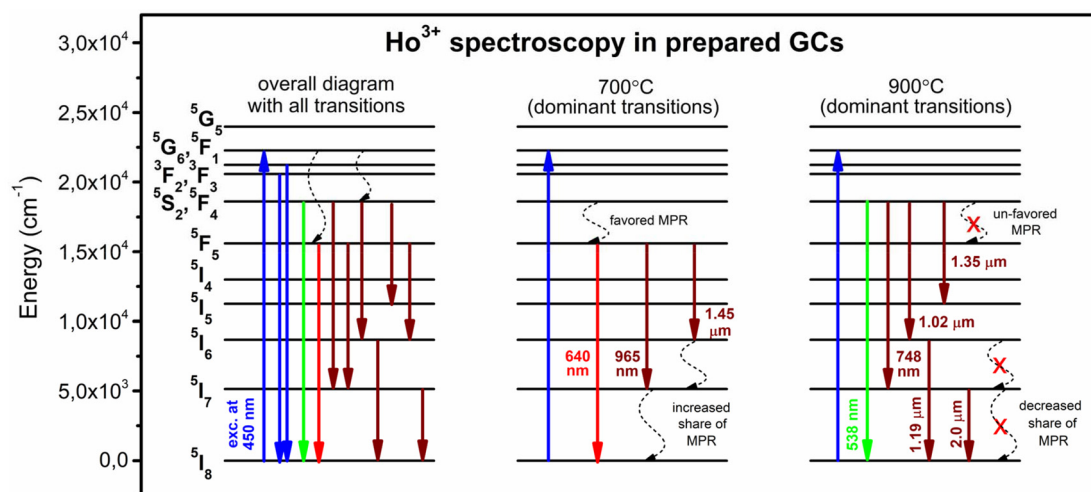 Ho³⁺ spectroscopy in prepared GCs
Energy (cm⁻¹)
3,0x10⁴
2,5x10⁴
2,0x10⁴
1,5x10⁴
1,0x10⁴
5,0x10³
0,0
overall diagram
with all transitions
⁵G₅
⁵G₆,⁵F₁
³F₂,³F₃
⁵S₂,⁵F₄
⁵F₅
⁵I₄
⁵I₅
⁵I₆
⁵I₇
⁵I₈
exc. at
450 nm
700°C
(dominant transitions)
favored MPR
1.45
μm
640
nm
965
nm
increased
share of
MPR
900°C
(dominant transitions)
X
un-favored
MPR
1.35 μm
1.02 μm
X
748
nm
538 nm
1.19 μm
2.0 μm
X
decreased
share of
MPR